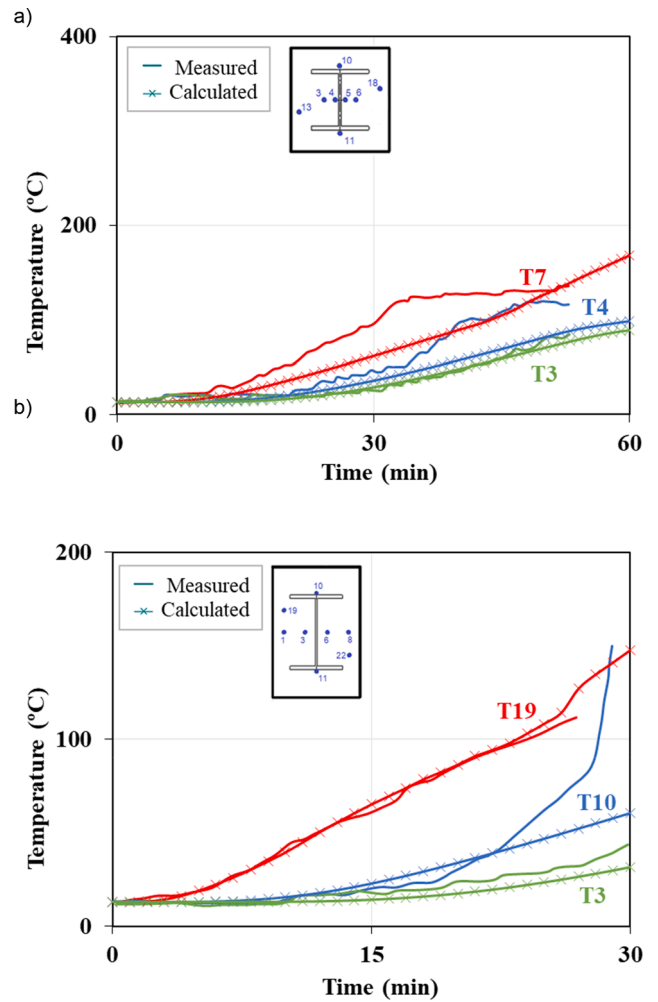 a)
400
Measured
Calculated
10
18
3 4 5 6
13
11
Temperature (ºC)
200
T7
T4
T3
0
0 30 60
Time (min)
b)
200
Measured
Calculated
10
19
1 3 6 8
22
11
Temperature (ºC)
T19
100
T10
T3
0
0 15 30
Time (min)